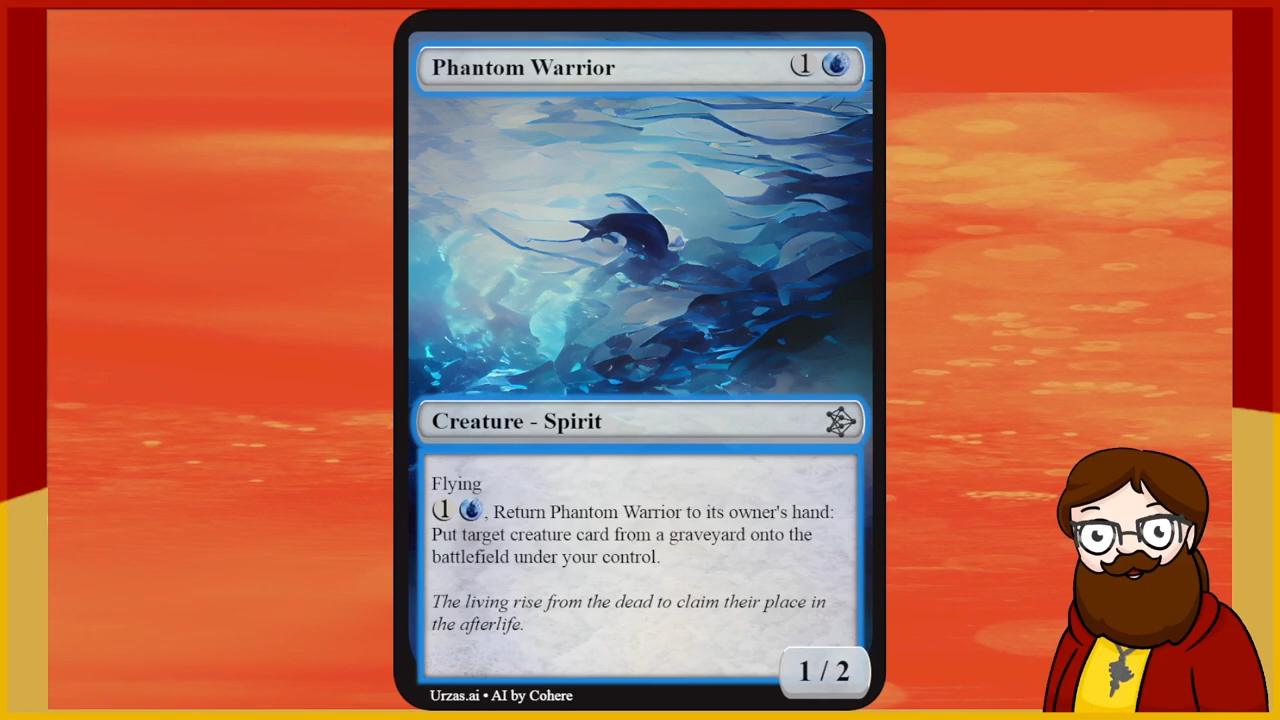 Phantom Warrior 1
Creature - Spirit
Flying
1 , Return Phantom Warrior to its owner's hand:
Put target creature card from a graveyard onto the
battlefield under your control.
The living rise from the dead to claim their place in
the afterlife.
1 / 2
Urzas.ai • AI by Cohere